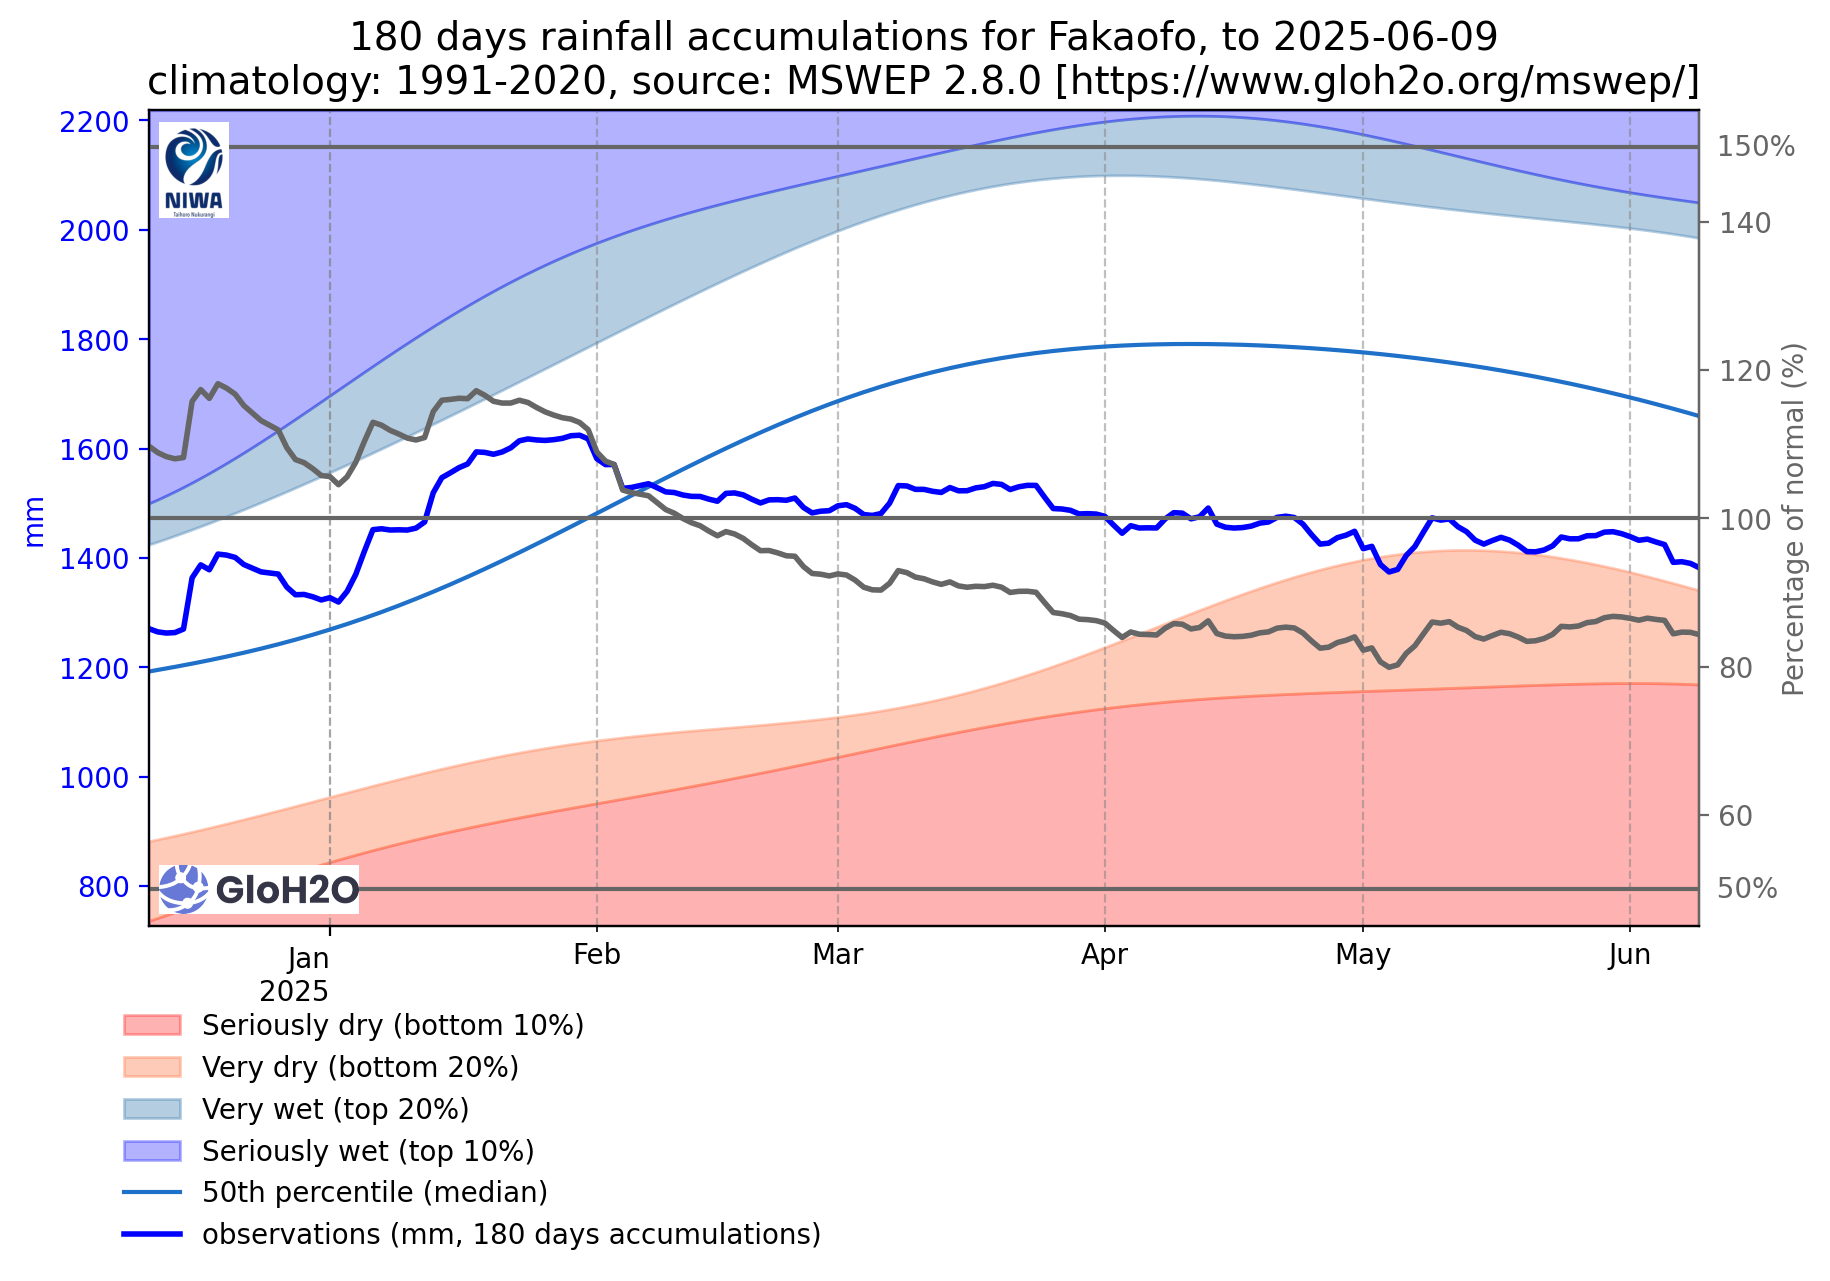 180 days rainfall accumulations for Fakaofo, to 2025-06-09
climatology: 1991-2020, source: MSWEP 2.8.0 [https://www.gloh2o.org/mswep/]
2200
2000
1800
1600
1400
1200
1000
800
mm
NIWA
Taihoro Nukurangi
GloH2O
150%
140
120
100
80
60
50%
Percentage of normal (%)
Jan
2025
Feb
Mar
Apr
May
Jun
Seriously dry (bottom 10%)
Very dry (bottom 20%)
Very wet (top 20%)
Seriously wet (top 10%)
50th percentile (median)
observations (mm, 180 days accumulations)